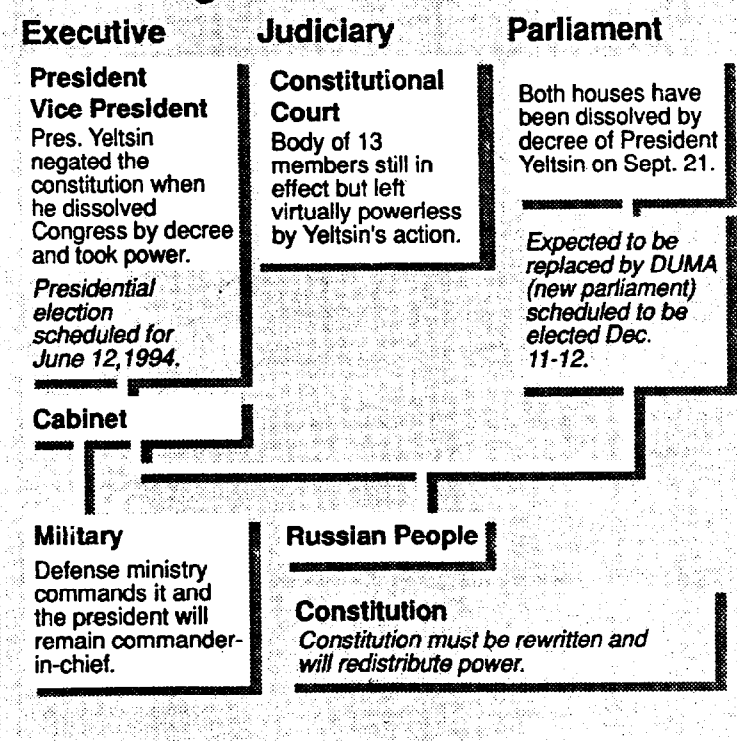 Executive
Judiciary
Parliament
President
Vice President
Pres. Yeltsin
negated the
constitution when
he dissolved
Congress by decree
and took power.
Presidential
election
scheduled for
June 12, 1994.
Constitutional
Court
Body of 13
members still in
effect but left
virtually powerless
by Yeltsin's action.
Both houses have
been dissolved by
decree of President
Yeltsin on Sept. 21.
Expected to be
replaced by DUMA
(new parliament)
scheduled to be
elected Dec.
11-12.
Cabinet
Military
Defense ministry
commands it and
the president will
remain commander-
in-chief.
Russian People
Constitution
Constitution must be rewritten and
will redistribute power.